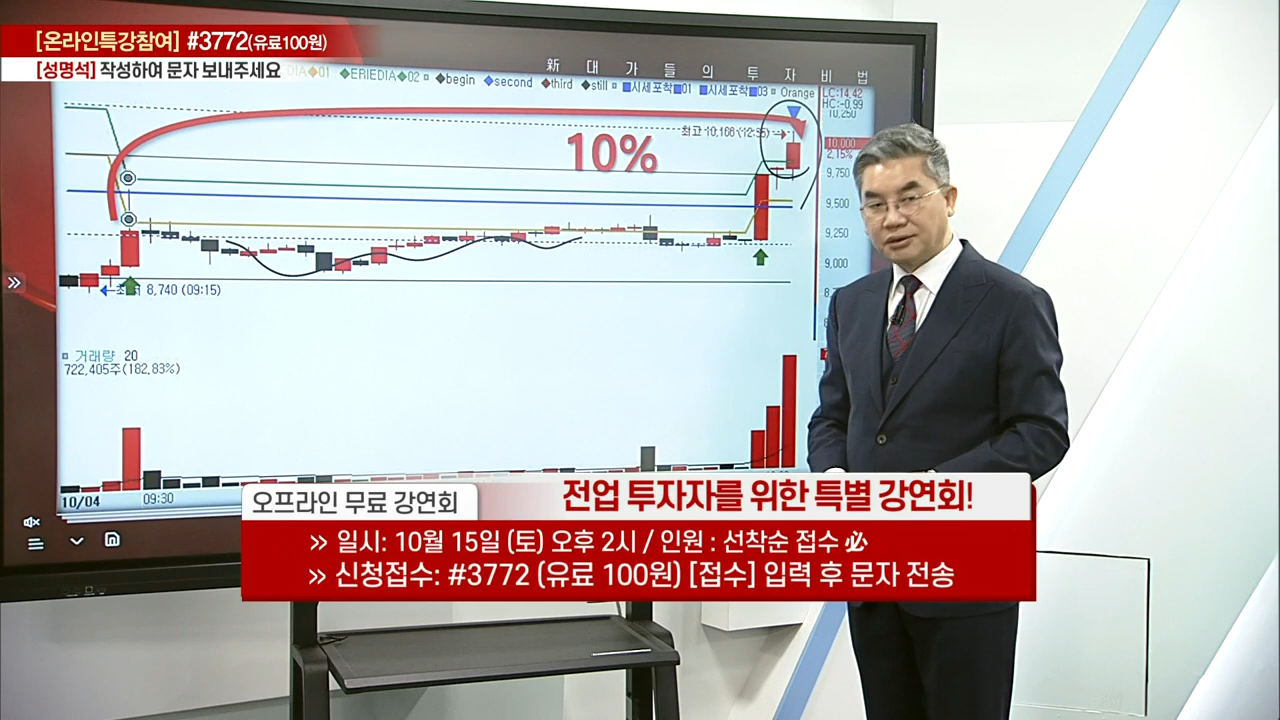 [온라인특강참여] #3772(유료100원)
[성명석] 작성하여 문자 보내주세요
新 대 가 들 의 투 자 비 법
01 ◆ERIEDIA◆02 ◆begin ◆second ◆third ◆still 시세포착■01 시세포착■03 Orange
LC:14.42
HC:-0.99
10,250
최고 10,166 (12:55)
10%
10,000
2.15%
9,750
9,500
9,250
9,000
8,740 (09:15)
거래량 20
722,405주(182,83%)
10/04 09:30
오프라인 무료 강연회
전업 투자자를 위한 특별 강연회!
» 일시: 10월 15일 (토) 오후 2시 / 인원 : 선착순 접수 必
» 신청접수: #3772 (유료 100원) [접수] 입력 후 문자 전송